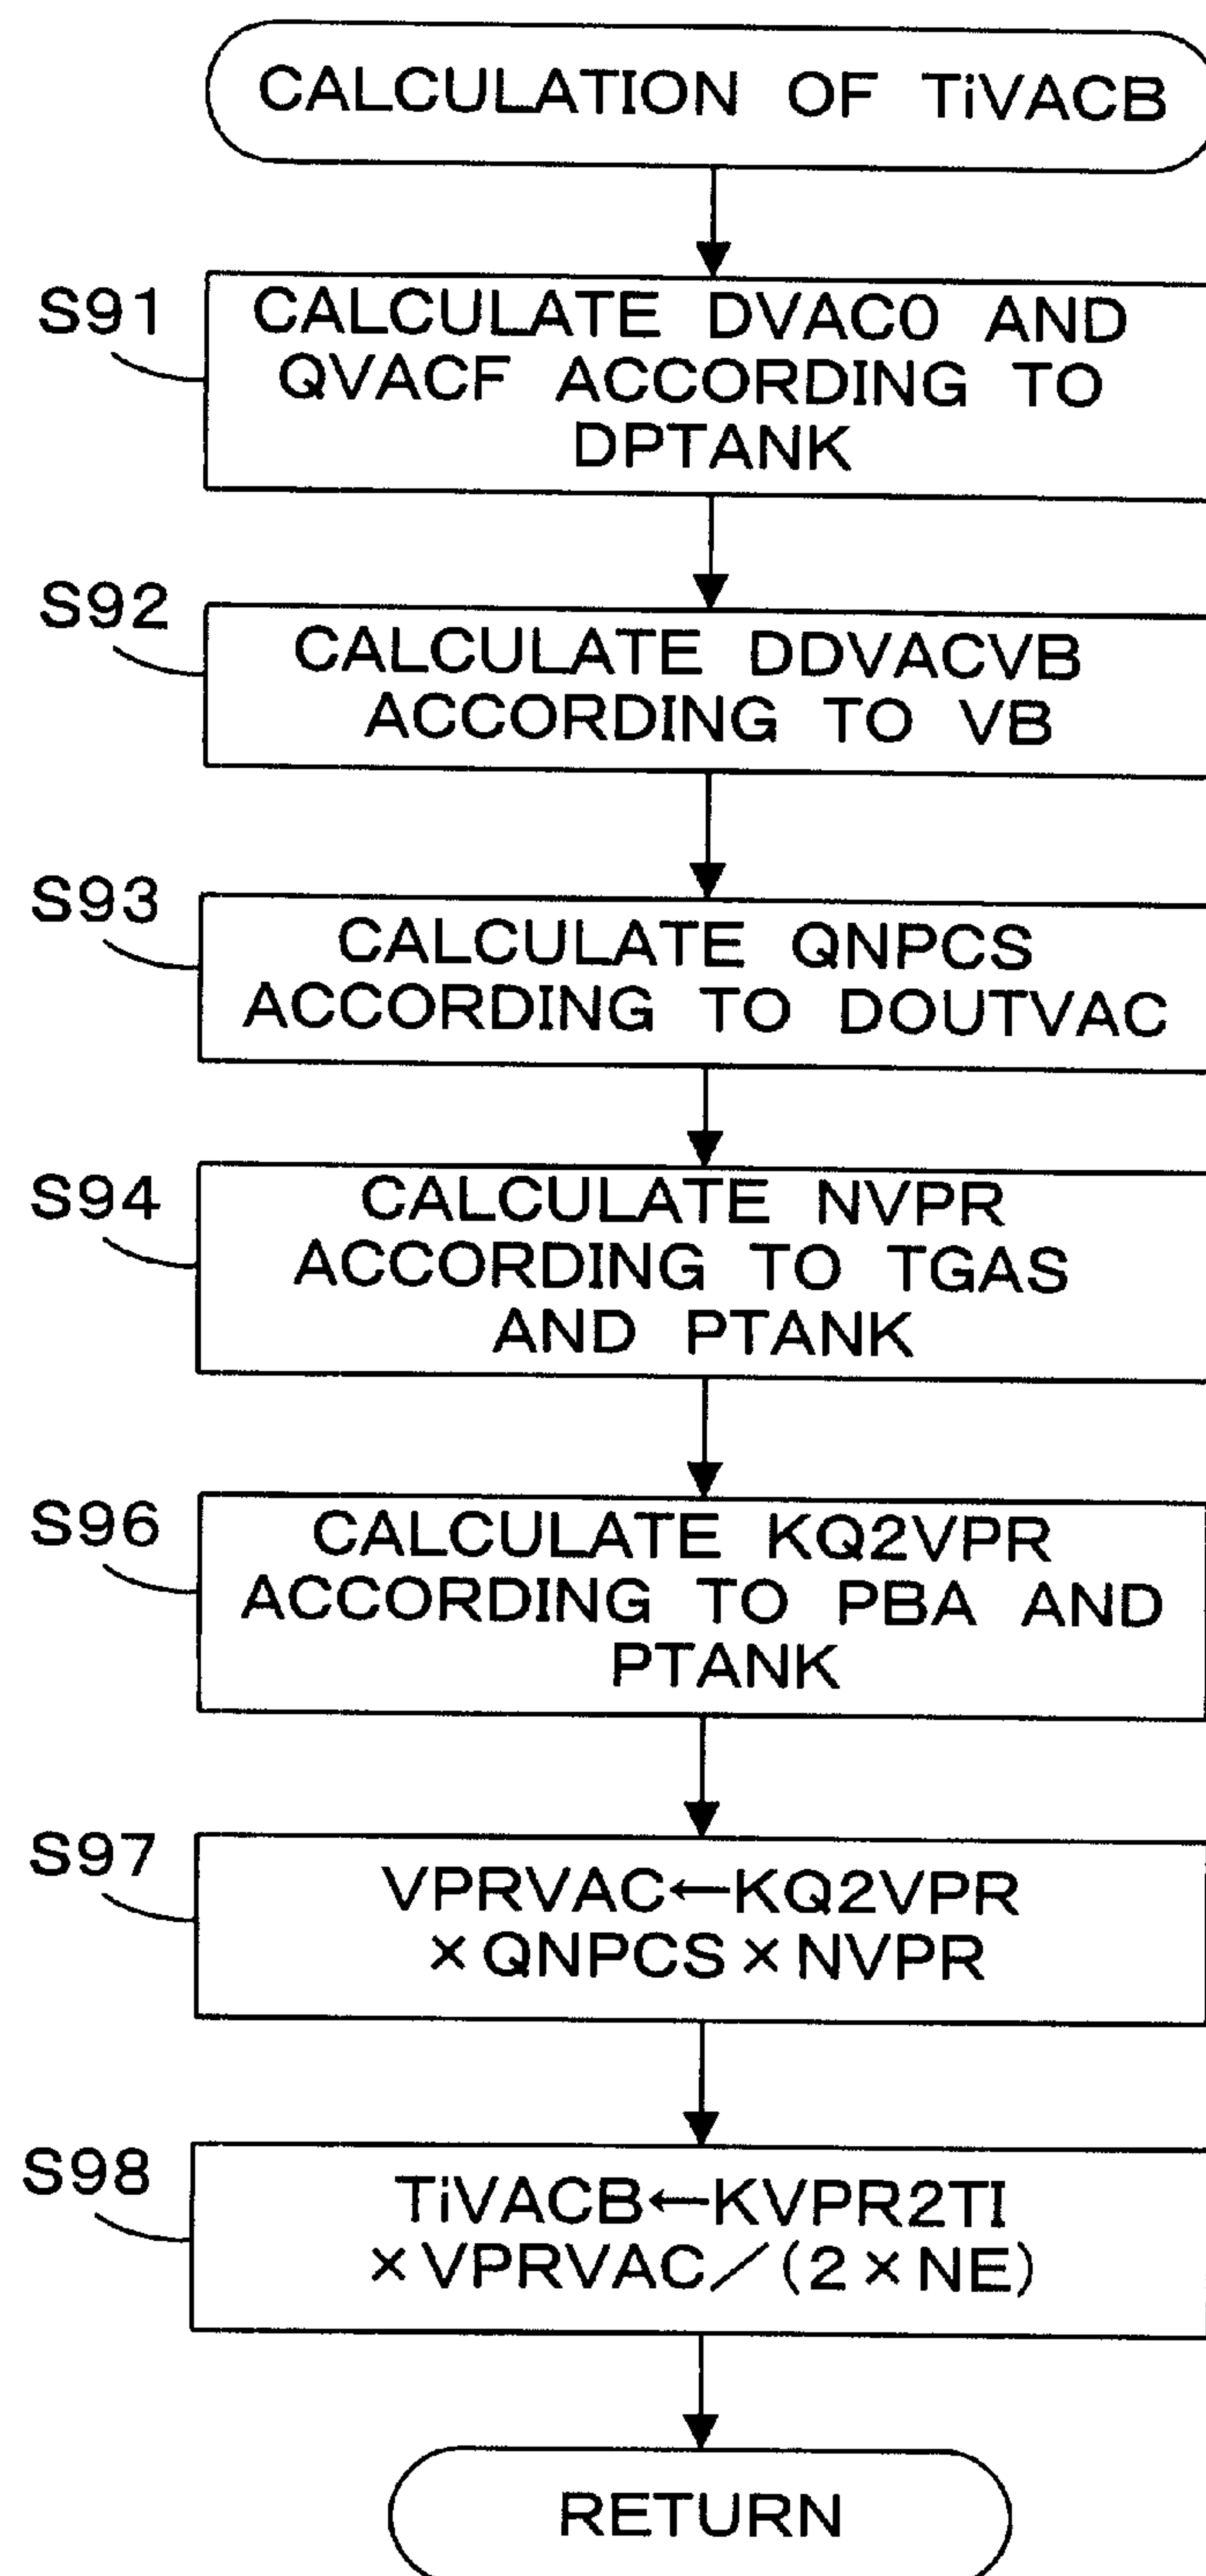 CALCULATION OF TiVACB
S91
CALCULATE DVAC0 AND
QVACF ACCORDING TO
DPTANK
S92
CALCULATE DDVACVB
ACCORDING TO VB
S93
CALCULATE QNPCS
ACCORDING TO DOUTVAC
S94
CALCULATE NVPR
ACCORDING TO TGAS
AND PTANK
S96
CALCULATE KQ2VPR
ACCORDING TO PBA AND
PTANK
S97
VPRVAC←KQ2VPR
×QNPCS×NVPR
S98
TiVACB←KVPR2TI
×VPRVAC／(2×NE)
RETURN